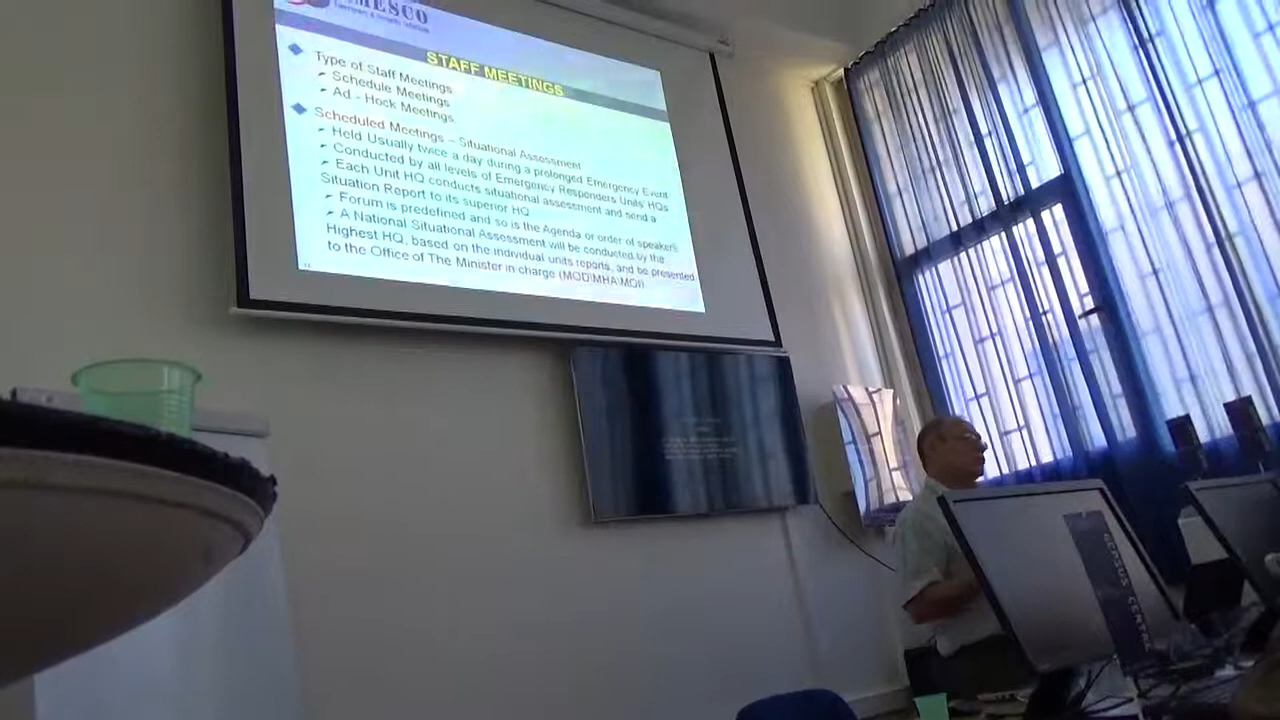 MESCO
STAFF MEETINGS
Type of Staff Meetings
Schedule Meetings
Ad - Hock Meetings
Scheduled Meetings – Situational Assessment
Held Usually twice a day during a prolonged Emergency Event
Conducted by all levels of Emergency Responders Units' HQs
Each Unit HQ conducts situational assessment and send a
Situation Report to its superior HQ
Forum is predefined and so is the Agenda or order of speakers
A National Situational Assessment will be conducted by the
Highest HQ, based on the individual units reports, and be presented
to the Office of The Minister in charge (MOD\MHA\MOI)
GEPSUS CENTAR